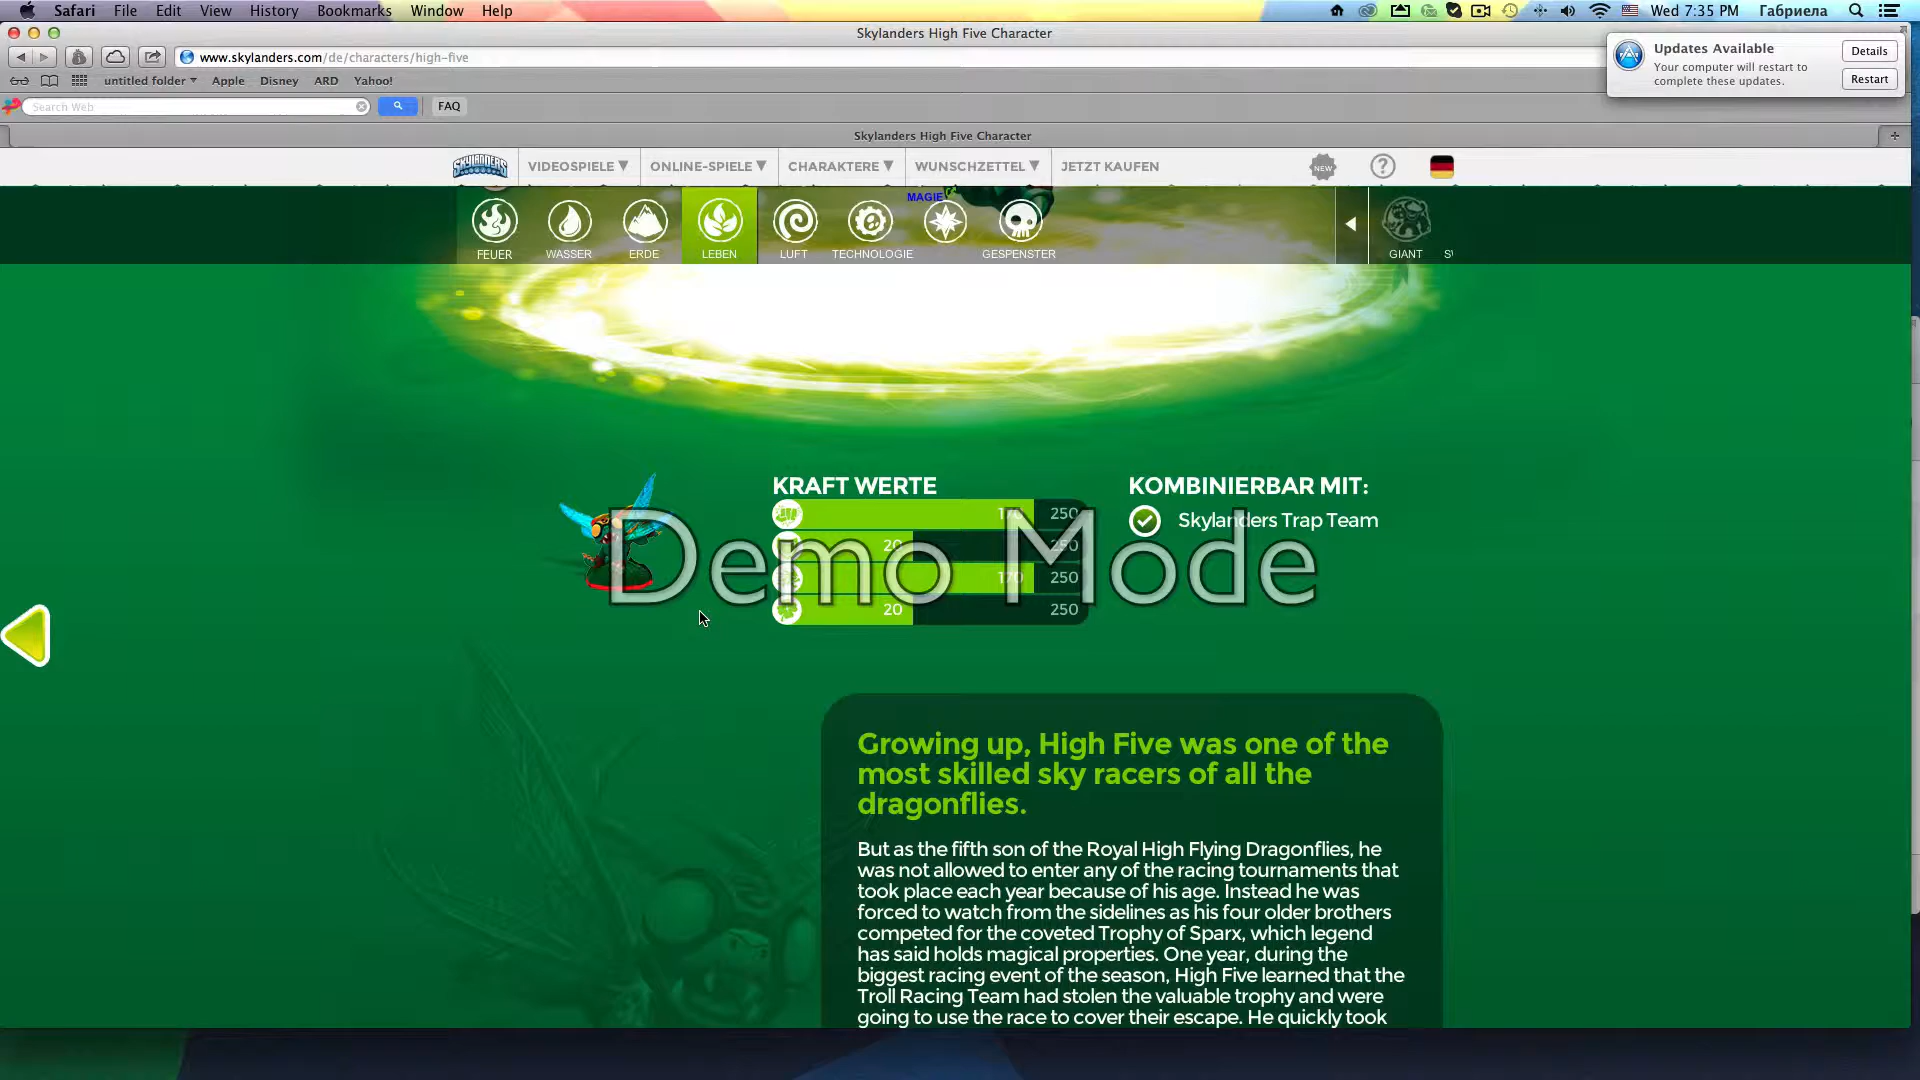 Safari File Edit View History Bookmarks Window Help Wed 7:35 PM Габриела
Skylanders High Five Character
www.skylanders.com/de/characters/high-five
Updates Available
Your computer will restart to
complete these updates.
Details
Restart
untitled folder Apple Disney ARD Yahoo!
Search Web FAQ
Skylanders High Five Character
SKYLANDERS VIDEOSPIELE ▼ ONLINE-SPIELE ▼ CHARAKTERE ▼ WUNSCHZETTEL ▼ JETZT KAUFEN NEW ?
MAGIE
FEUER WASSER ERDE LEBEN LUFT TECHNOLOGIE GESPENSTER GIANT
KRAFT WERTE
170 250
20 250
170 250
20 250
KOMBINIERBAR MIT:
Skylanders Trap Team
Demo Mode
Growing up, High Five was one of the
most skilled sky racers of all the
dragonflies.
But as the fifth son of the Royal High Flying Dragonflies, he
was not allowed to enter any of the racing tournaments that
took place each year because of his age. Instead he was
forced to watch from the sidelines as his four older brothers
competed for the coveted Trophy of Sparx, which legend
has said holds magical properties. One year, during the
biggest racing event of the season, High Five learned that the
Troll Racing Team had stolen the valuable trophy and were
going to use the race to cover their escape. He quickly took